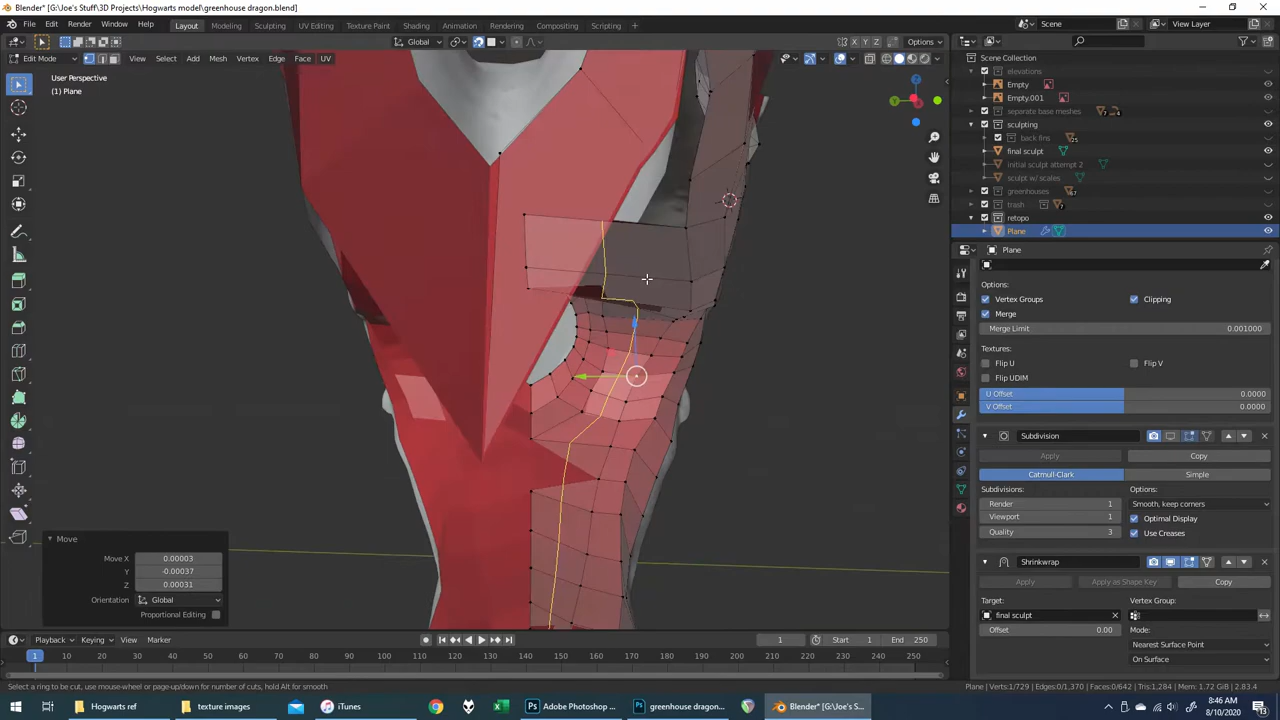 Blender* [G:\Joe's Stuff\3D Projects\Hogwarts model\greenhouse dragon.blend]
File Edit Render Window Help Layout Modeling Sculpting UV Editing Texture Paint Shading Animation Rendering Compositing Scripting Scene View Layer
Global X Y Z Options
Edit Mode View Select Add Mesh Vertex Edge Face UV
User Perspective
(1) Plane
Scene Collection
elevations
Empty
Empty.001
separate base meshes
sculpting
back fins
final sculpt
initial sculpt attempt 2
sculpt w/ scales
greenhouses
trash
retopo
Plane
Plane
Options:
Vertex Groups Clipping
Merge
Merge Limit 0.001000
Textures:
Flip U Flip V
Flip UDIM
U Offset 0.0000
V Offset 0.0000
Subdivision
Apply Copy
Catmull-Clark Simple
Subdivisions: Options:
Render 1 Smooth, keep corners
Viewport 1 Optimal Display
Quality 3 Use Creases
Shrinkwrap
Apply Apply as Shape Key Copy
Target: Vertex Group:
final sculpt
Offset 0.00 Mode:
Nearest Surface Point
On Surface
Move
Move X 0.00003
Y -0.00037
Z 0.00031
Orientation Global
Proportional Editing
Playback Keying View Marker 1 Start 1 End 250
1 10 20 30 40 50 60 70 80 90 100 110 120 130 140 150 160 170 180 190 200 210 220 230 240 250
Select a ring to be cut, use mouse-wheel or page-up/down for number of cuts, hold Alt for smooth
Plane | Verts:1/729 | Edges:0/1,370 | Faces:0/642 | Tris:1,284 | Mem: 1.72 GiB | 2.83.4
Hogwarts ref texture images iTunes Adobe Photoshop ... greenhouse dragon... Blender* [G:\Joe's S...
8:46 AM
8/10/2020